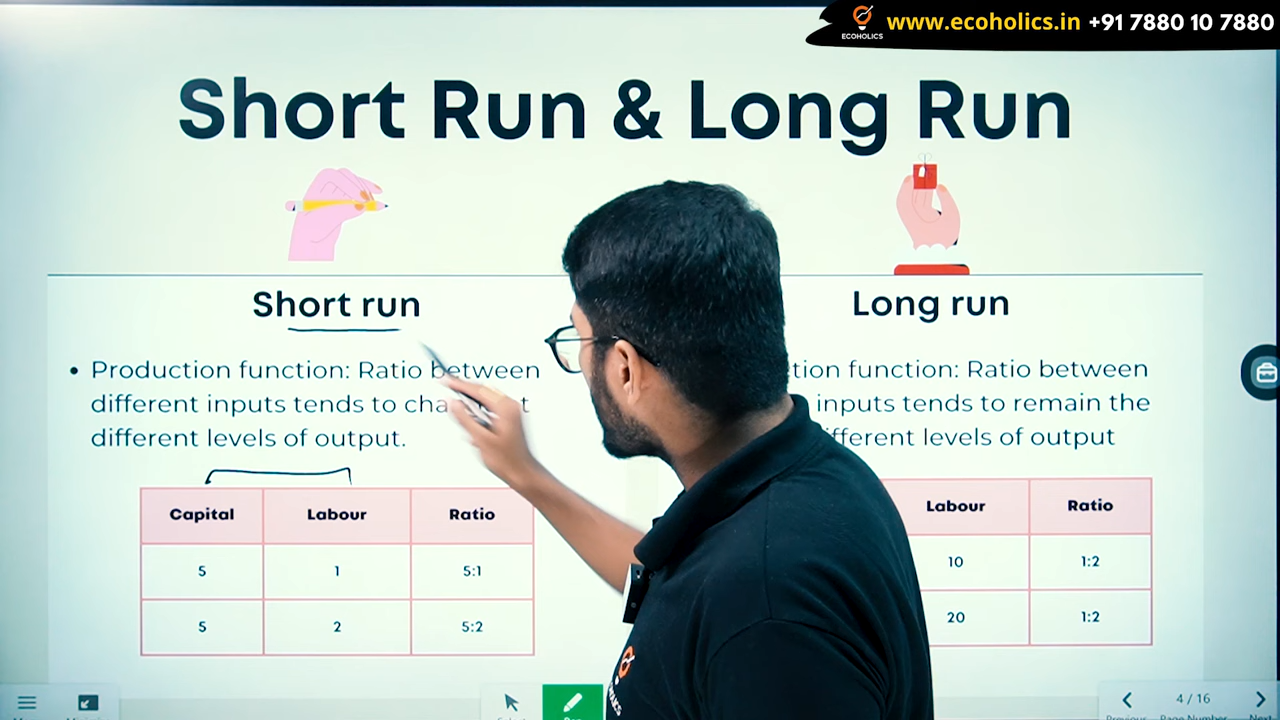 ECOHOLICS
www.ecoholics.in +91 7880 10 7880
Short Run & Long Run
Short run
Long run
• Production function: Ratio between
different inputs tends to
different levels of output.
function: Ratio between
inputs tends to remain the
levels of output
Capital Labour Ratio
5 1 5:1
5 2 5:2
Labour Ratio
10 1:2
20 1:2
4 / 16